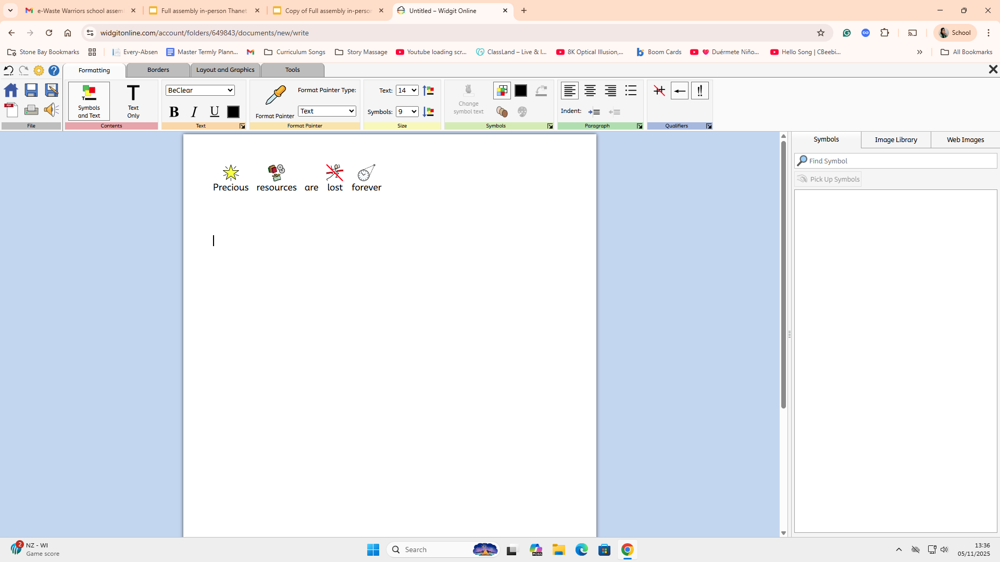 e-Waste Warriors school assem
Full assembly in-person Thanet
Copy of Full assembly in-person
Untitled – Widgit Online
widgitonline.com/account/folders/649843/documents/new/write
School
Stone Bay Bookmarks
Every-Absen
Master Termly Plann...
Curriculum Songs
Story Massage
Youtube loading scr...
ClassLand – Live & I...
8K Optical Illusion,...
Boom Cards
Duérmete Niño...
Hello Song | CBeebi...
All Bookmarks
Formatting
Borders
Layout and Graphics
Tools
PDF
File
Symbols
and Text
T
Text
Only
Contents
BeClear
B I U
Text
Format Painter Type:
Format Painter
Text
Format Painter
Text: 14
Symbols: 9
Size
Change
symbol text
Symbols
Indent:
Paragraph
Qualifiers
Precious resources are lost forever
Symbols
Image Library
Web Images
Find Symbol
Pick Up Symbols
2
NZ - WI
Game score
Search
M365
13:36
05/11/2025